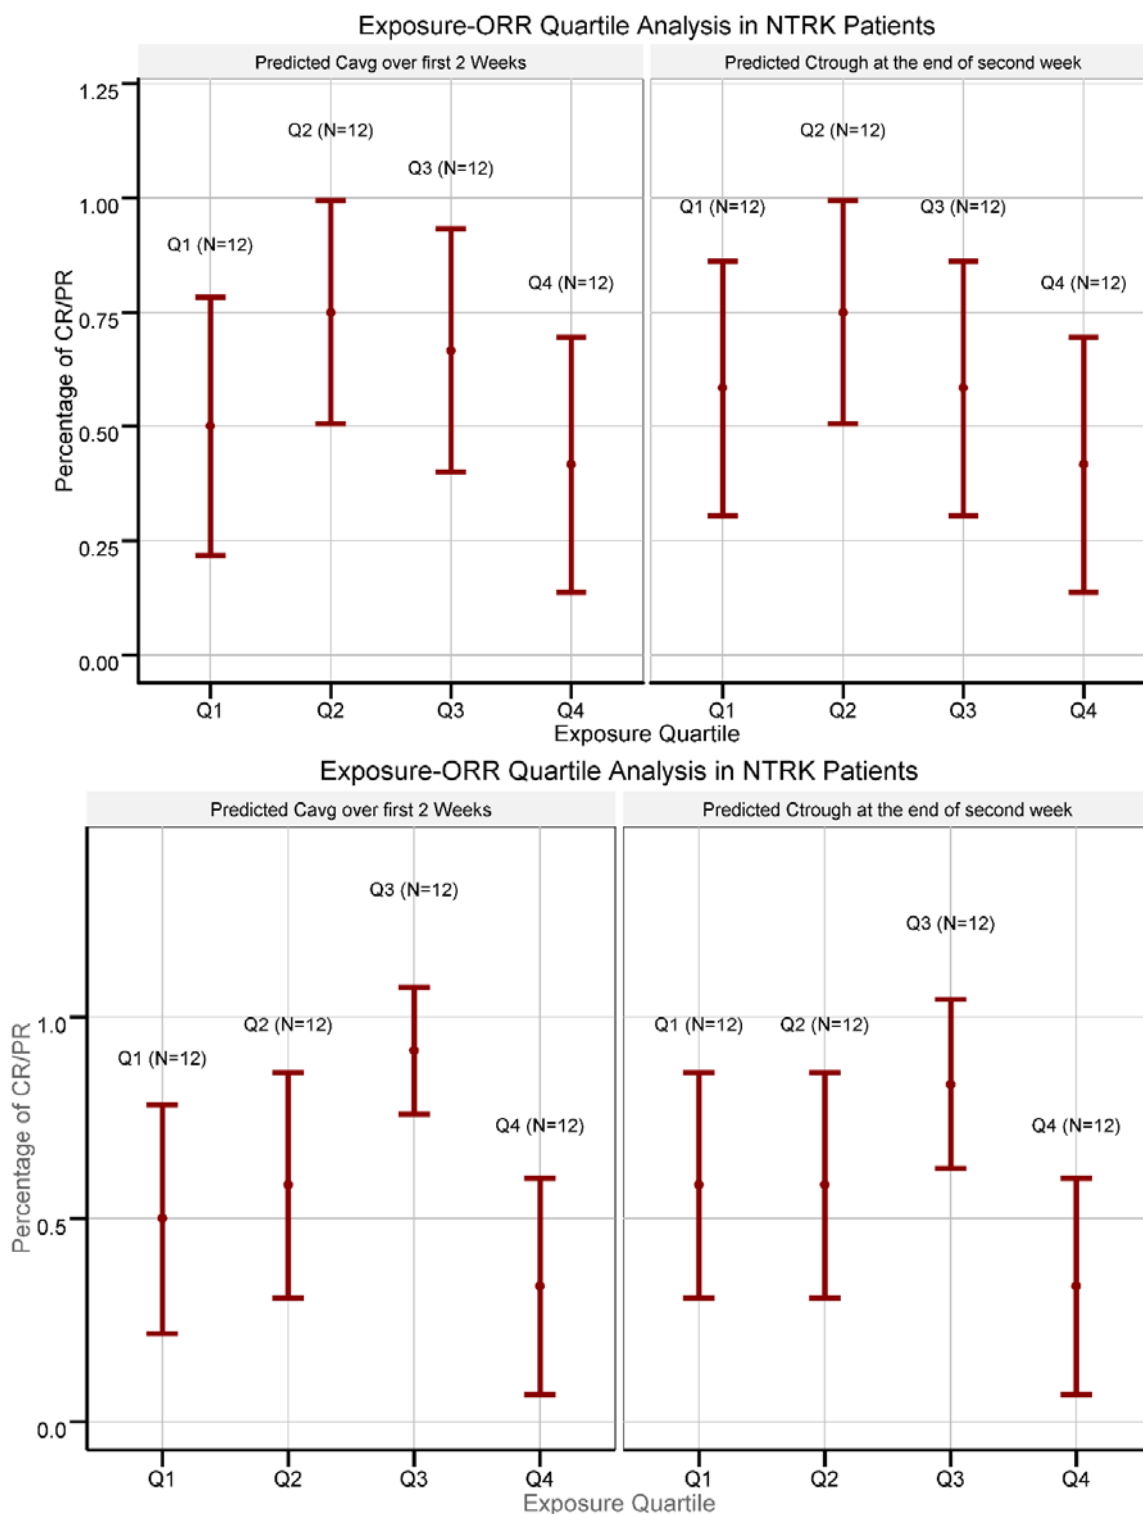 Exposure-ORR Quartile Analysis in NTRK Patients
Predicted Cavg over first 2 Weeks
Predicted Ctrough at the end of second week
Percentage of CR/PR
1.25
1.00
0.75
0.50
0.25
0.00
Q1 (N=12)
Q2 (N=12)
Q3 (N=12)
Q4 (N=12)
Q1 (N=12)
Q2 (N=12)
Q3 (N=12)
Q4 (N=12)
Q1 Q2 Q3 Q4 Q1 Q2 Q3 Q4
Exposure Quartile
Exposure-ORR Quartile Analysis in NTRK Patients
Predicted Cavg over first 2 Weeks
Predicted Ctrough at the end of second week
Percentage of CR/PR
1.0
0.5
0.0
Q1 (N=12)
Q2 (N=12)
Q3 (N=12)
Q4 (N=12)
Q1 (N=12)
Q2 (N=12)
Q3 (N=12)
Q4 (N=12)
Q1 Q2 Q3 Q4 Q1 Q2 Q3 Q4
Exposure Quartile